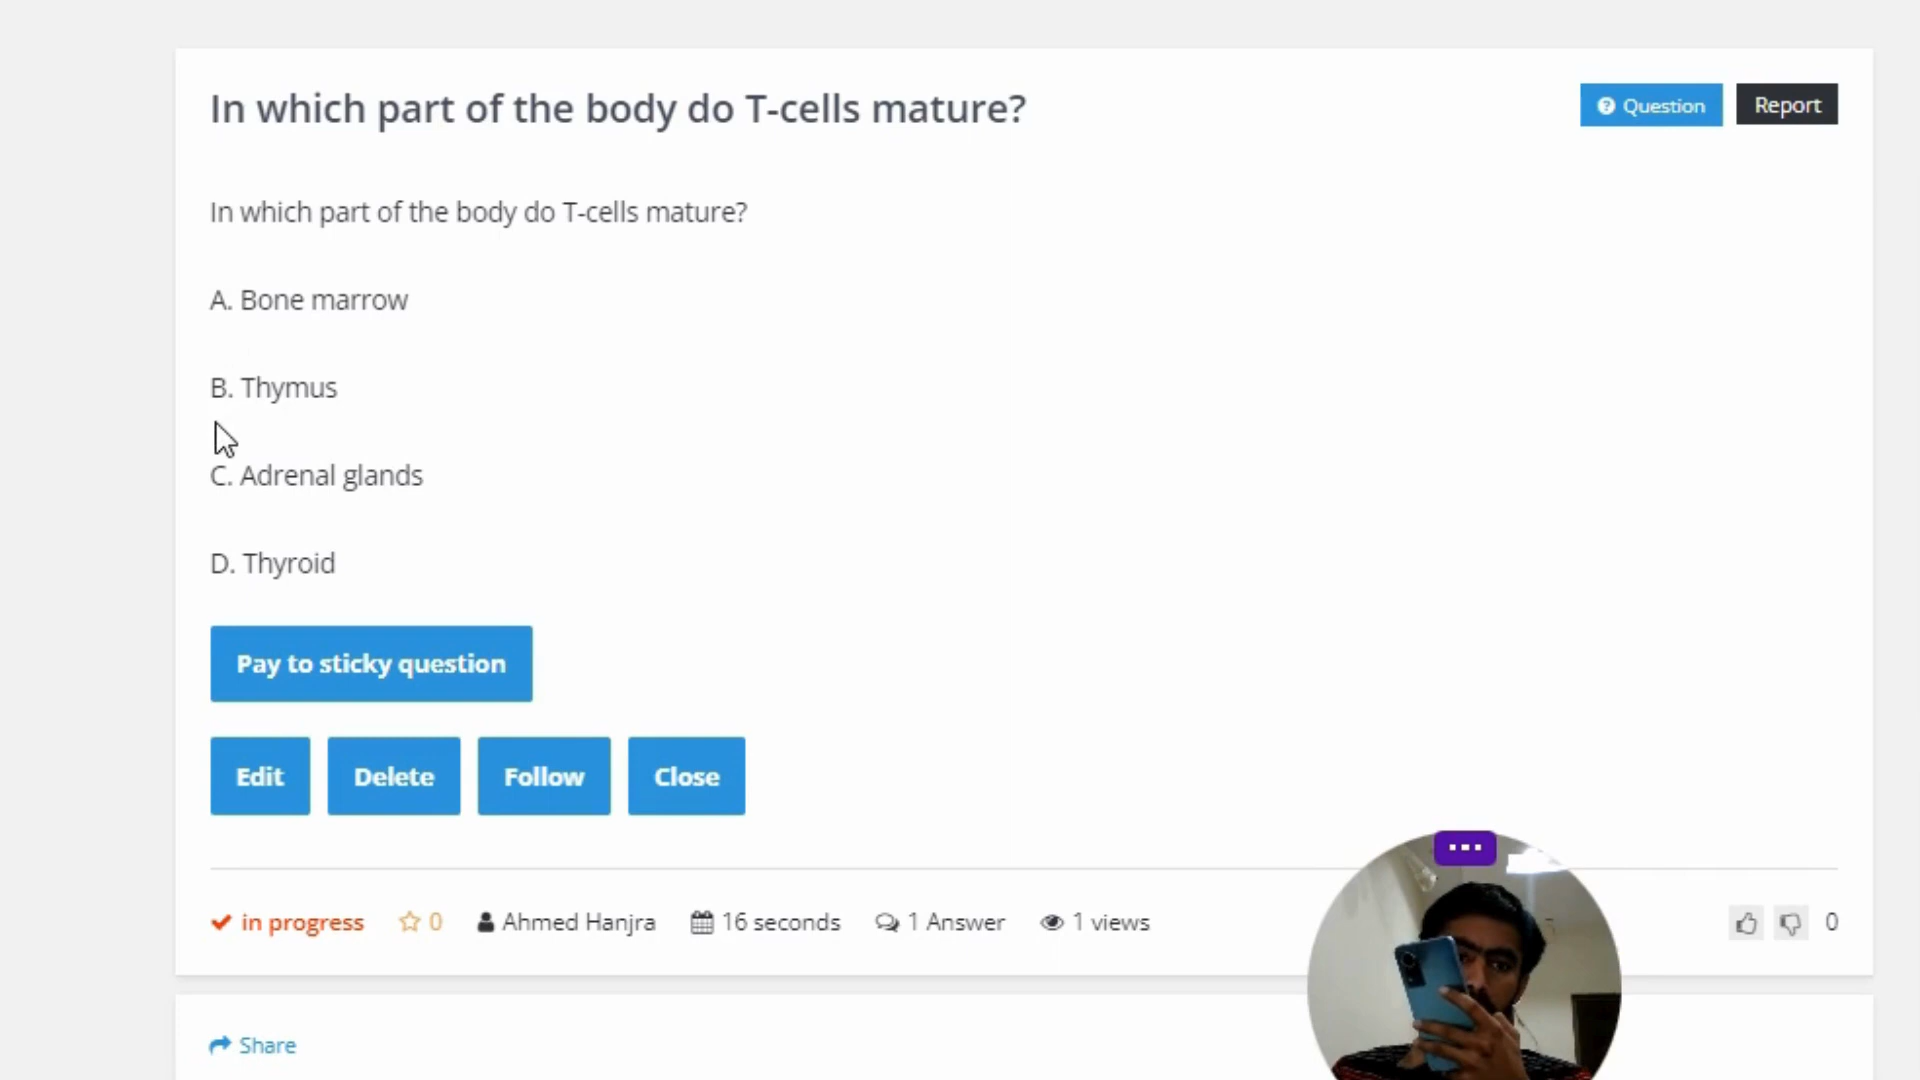 In which part of the body do T-cells mature?
Question
Report
In which part of the body do T-cells mature?
A. Bone marrow
B. Thymus
C. Adrenal glands
D. Thyroid
Pay to sticky question
Edit
Delete
Follow
Close
in progress
0
Ahmed Hanjra
16 seconds
1 Answer
1 views
0
Share